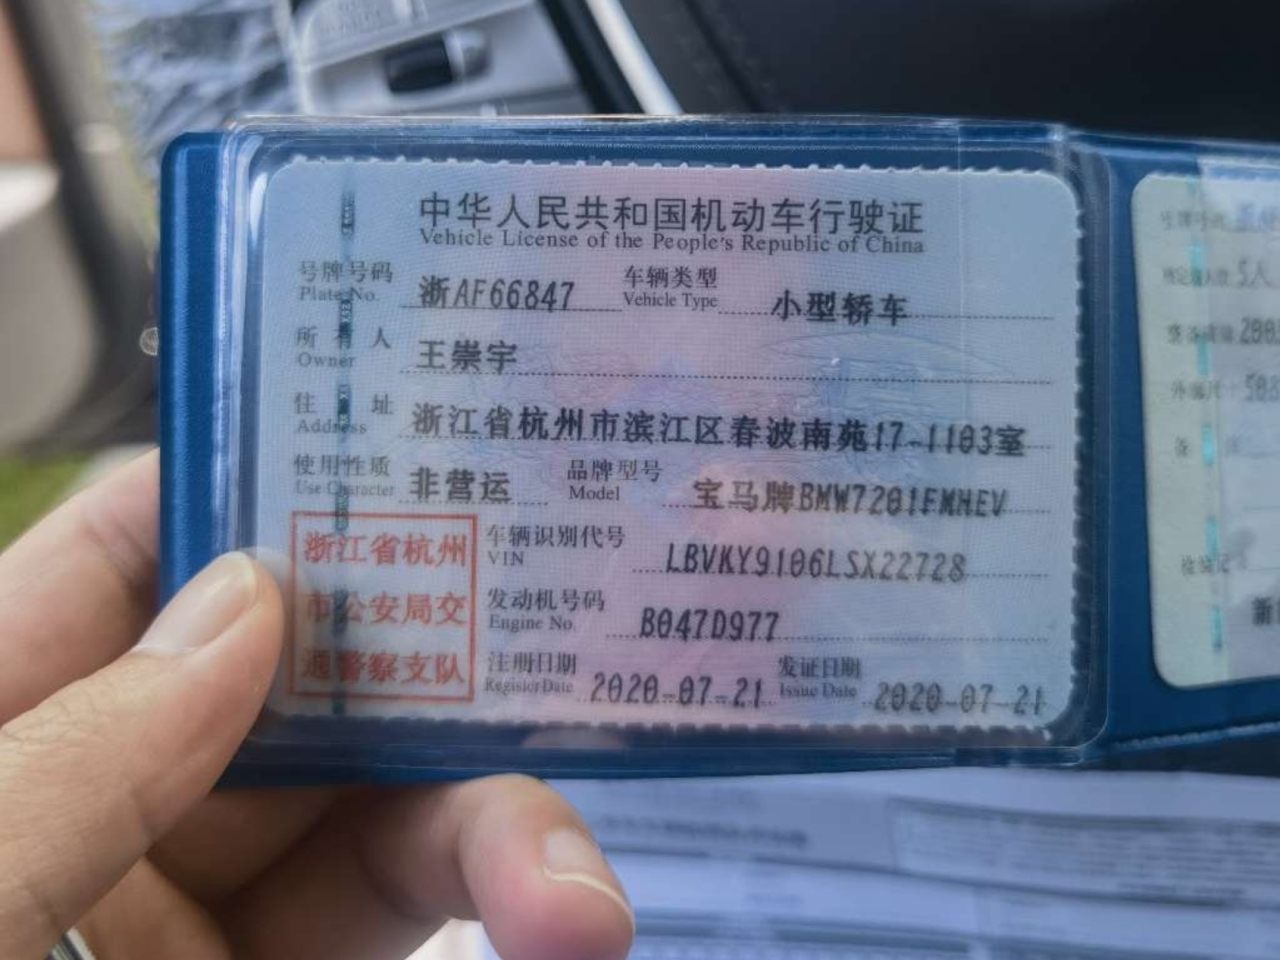 中华人民共和国机动车行驶证
Vehicle License of the People's Republic of China
号牌号码 浙AF66847 车辆类型 小型轿车
Plate No. Vehicle Type
所有人 王崇宇
Owner
住址 浙江省杭州市滨江区春波南苑17-1103室
Address
使用性质 非营运 品牌型号 宝马牌BMW7201FMHEV
Use Character Model
浙江省杭州
市公安局交
通警察支队
车辆识别代号 LBVKY9106LSX22728
VIN
发动机号码 B047D977
Engine No.
注册日期 2020-07-21 发证日期 2020-07-21
Register Date Issue Date
号牌号码
5人